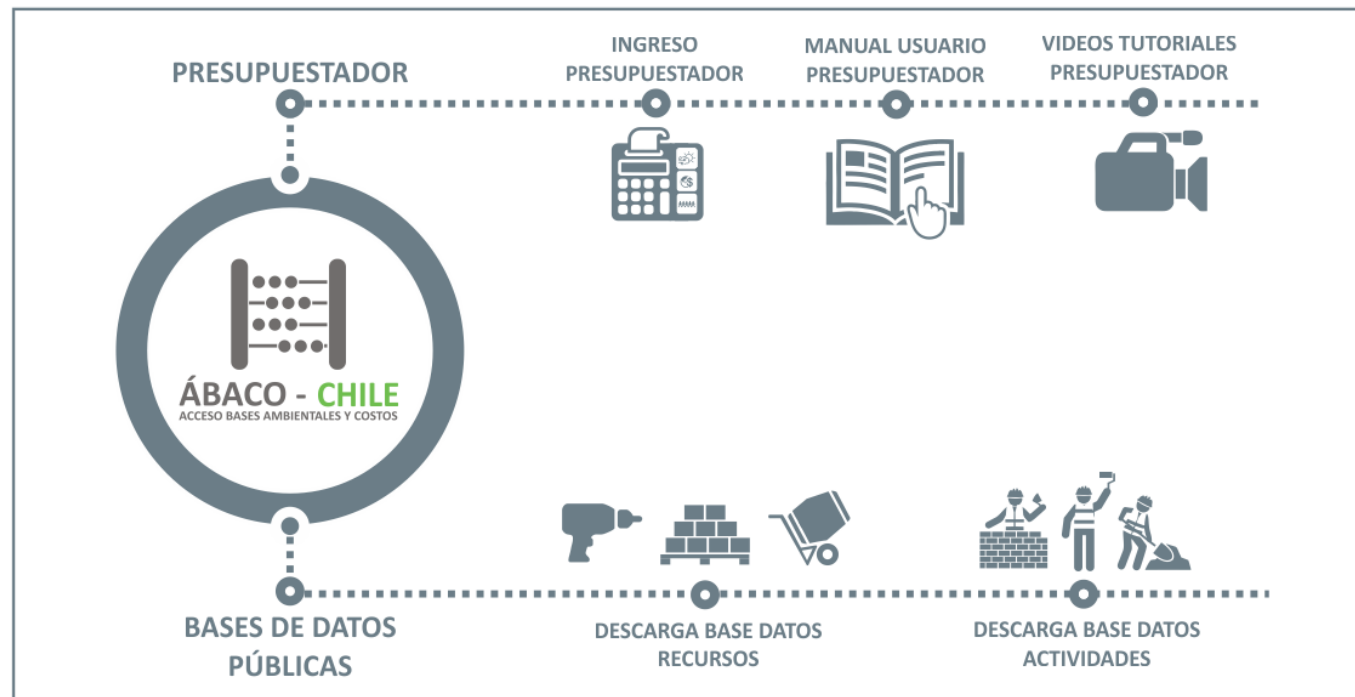 PRESUPUESTADOR
INGRESO
PRESUPUESTADOR
MANUAL USUARIO
PRESUPUESTADOR
VIDEOS TUTORIALES
PRESUPUESTADOR
ÁBACO - CHILE
ACCESO BASES AMBIENTALES Y COSTOS
BASES DE DATOS
PÚBLICAS
DESCARGA BASE DATOS
RECURSOS
DESCARGA BASE DATOS
ACTIVIDADES